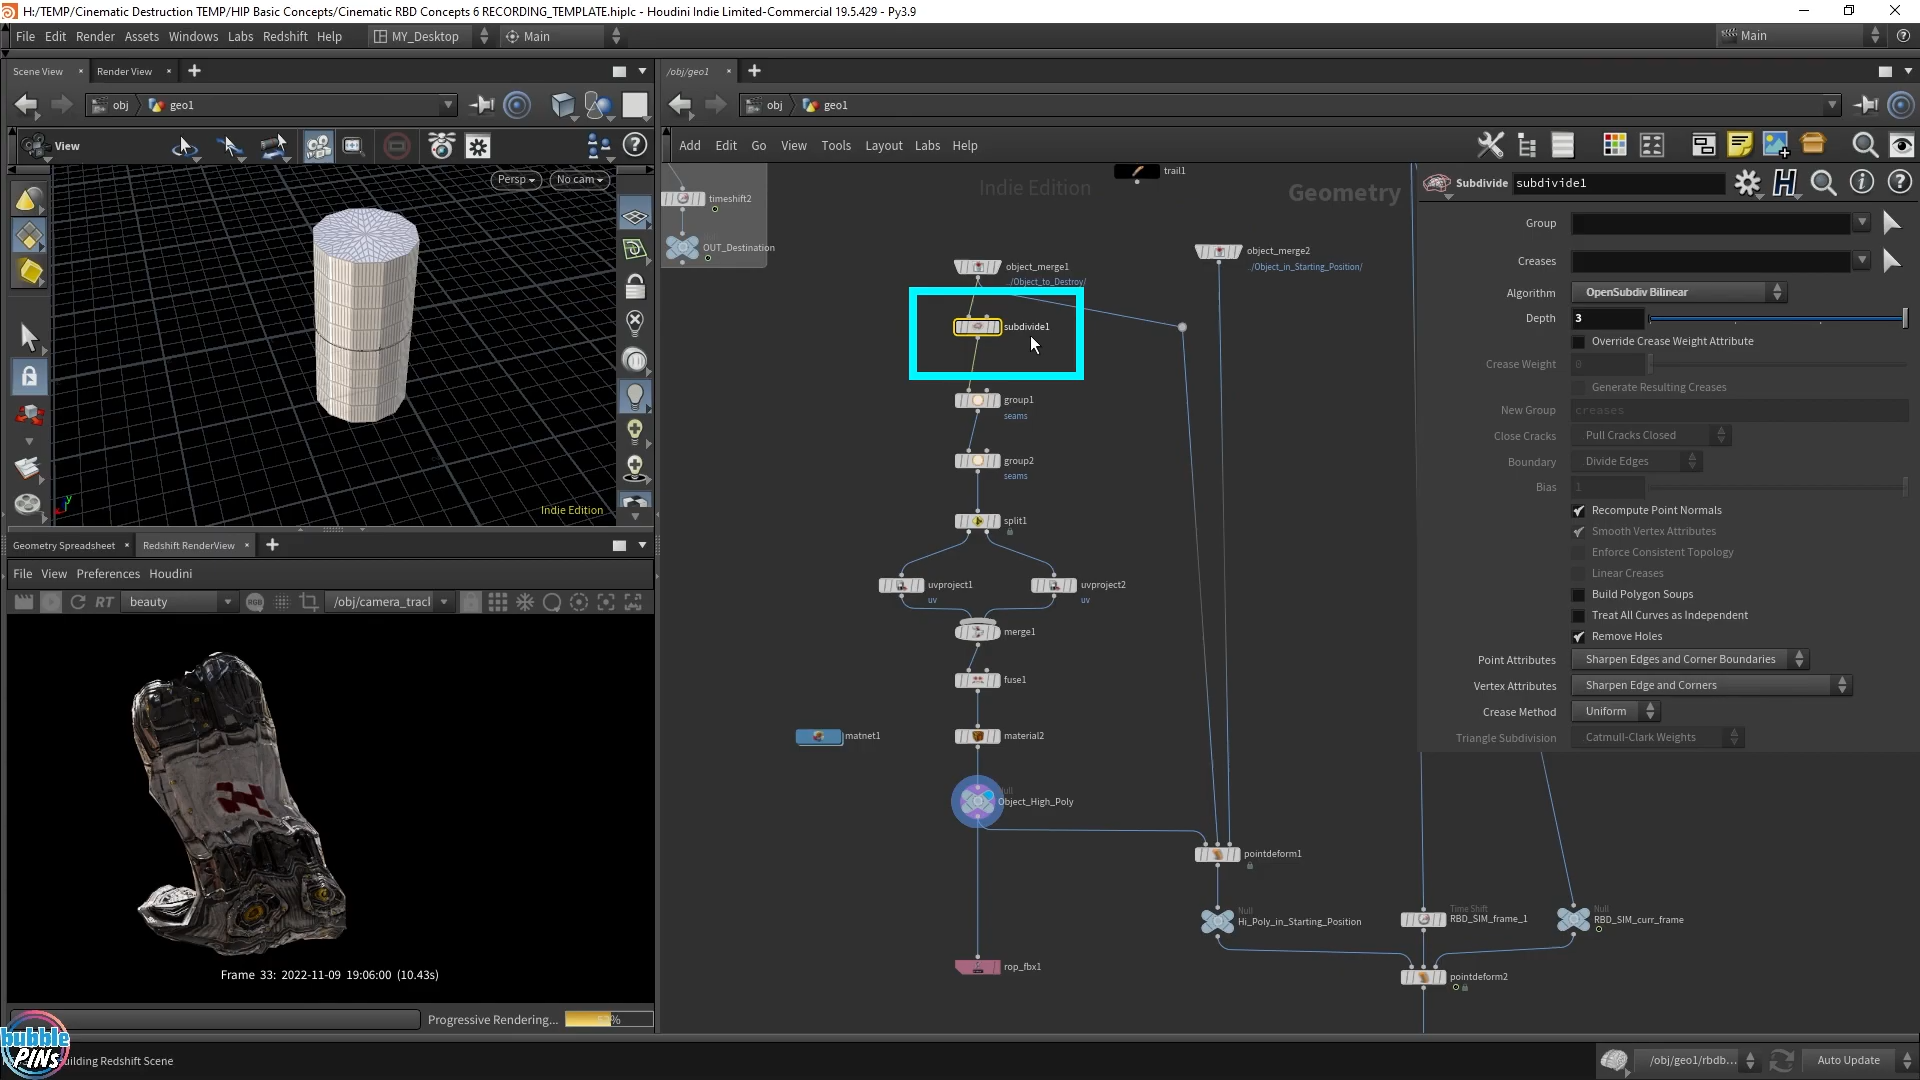 H:/TEMP/Cinematic Destruction TEMP/HIP Basic Concepts/Cinematic RBD Concepts 6 RECORDING_TEMPLATE.hiplc - Houdini Indie Limited-Commercial 19.5.429 - Py3.9
File Edit Render Assets Windows Labs Redshift Help MY_Desktop Main Main
Scene View Render View
/obj/geo1
obj geo1
obj geo1
View
Add Edit Go View Tools Layout Labs Help
Persp No cam
y
Indie Edition
Indie Edition
Geometry
trail1
timeshift2
OUT_Destination
object_merge1
../Object_to_Destroy/
object_merge2
../Object_in_Starting_Position/
subdivide1
group1
seams
group2
seams
split1
uvproject1
uv
uvproject2
uv
merge1
fuse1
matnet1
material2
Null
Object_High_Poly
pointdeform1
Null
Hi_Poly_in_Starting_Position
Time Shift
RBD_SIM_frame_1
Null
RBD_SIM_curr_frame
rop_fbx1
pointdeform2
Subdivide subdivide1
Group
Creases
Algorithm OpenSubdiv Bilinear
Depth 3
Override Crease Weight Attribute
Crease Weight 0
Generate Resulting Creases
New Group creases
Close Cracks Pull Cracks Closed
Boundary Divide Edges
Bias 1
Recompute Point Normals
Smooth Vertex Attributes
Enforce Consistent Topology
Linear Creases
Build Polygon Soups
Treat All Curves as Independent
Remove Holes
Point Attributes Sharpen Edges and Corner Boundaries
Vertex Attributes Sharpen Edge and Corners
Crease Method Uniform
Triangle Subdivision Catmull-Clark Weights
Geometry Spreadsheet Redshift RenderView
File View Preferences Houdini
RT beauty RGB /obj/camera_tracl
Frame 33: 2022-11-09 19:06:00 (10.43s)
Progressive Rendering...
bubble
PINs
uilding Redshift Scene
/obj/geo1/rbdb... Auto Update